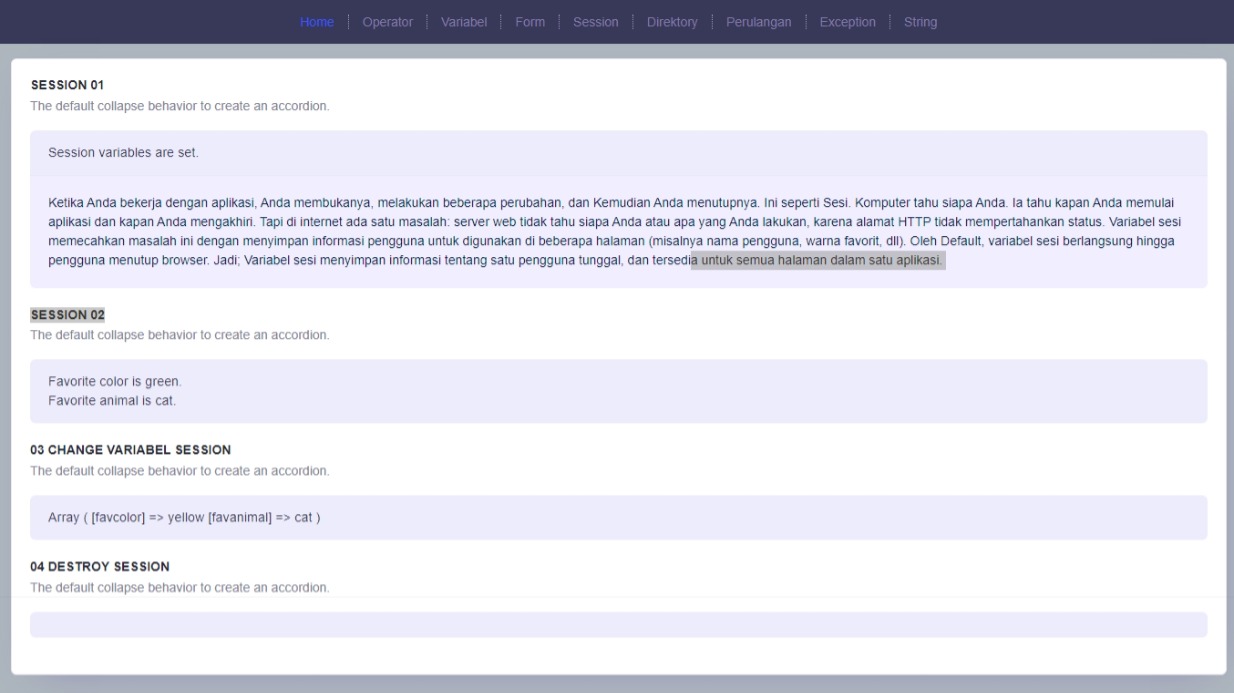 Home Operator Variabel Form Session Direktory Perulangan Exception String
SESSION 01
The default collapse behavior to create an accordion.
Session variables are set.
Ketika Anda bekerja dengan aplikasi, Anda membukanya, melakukan beberapa perubahan, dan Kemudian Anda menutupnya. Ini seperti Sesi. Komputer tahu siapa Anda. Ia tahu kapan Anda memulai
aplikasi dan kapan Anda mengakhiri. Tapi di internet ada satu masalah: server web tidak tahu siapa Anda atau apa yang Anda lakukan, karena alamat HTTP tidak mempertahankan status. Variabel sesi
memecahkan masalah ini dengan menyimpan informasi pengguna untuk digunakan di beberapa halaman (misalnya nama pengguna, warna favorit, dll). Oleh Default, variabel sesi berlangsung hingga
pengguna menutup browser. Jadi; Variabel sesi menyimpan informasi tentang satu pengguna tunggal, dan tersedia untuk semua halaman dalam satu aplikasi.
SESSION 02
The default collapse behavior to create an accordion.
Favorite color is green.
Favorite animal is cat.
03 CHANGE VARIABEL SESSION
The default collapse behavior to create an accordion.
Array ( [favcolor] => yellow [favanimal] => cat )
04 DESTROY SESSION
The default collapse behavior to create an accordion.